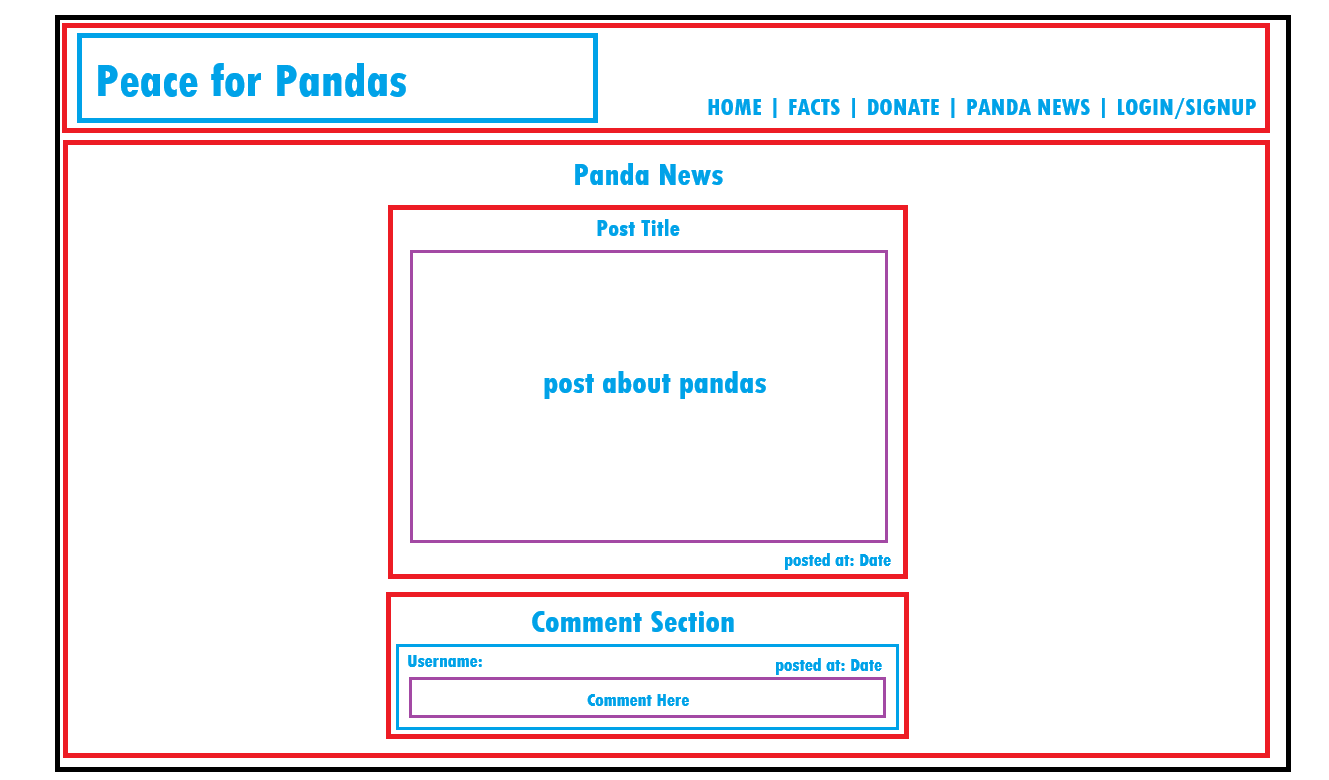 Peace for Pandas
HOME | FACTS | DONATE | PANDA NEWS | LOGIN/SIGNUP
Panda News
Post Title
post about pandas
posted at: Date
Comment Section
Username:
posted at: Date
Comment Here